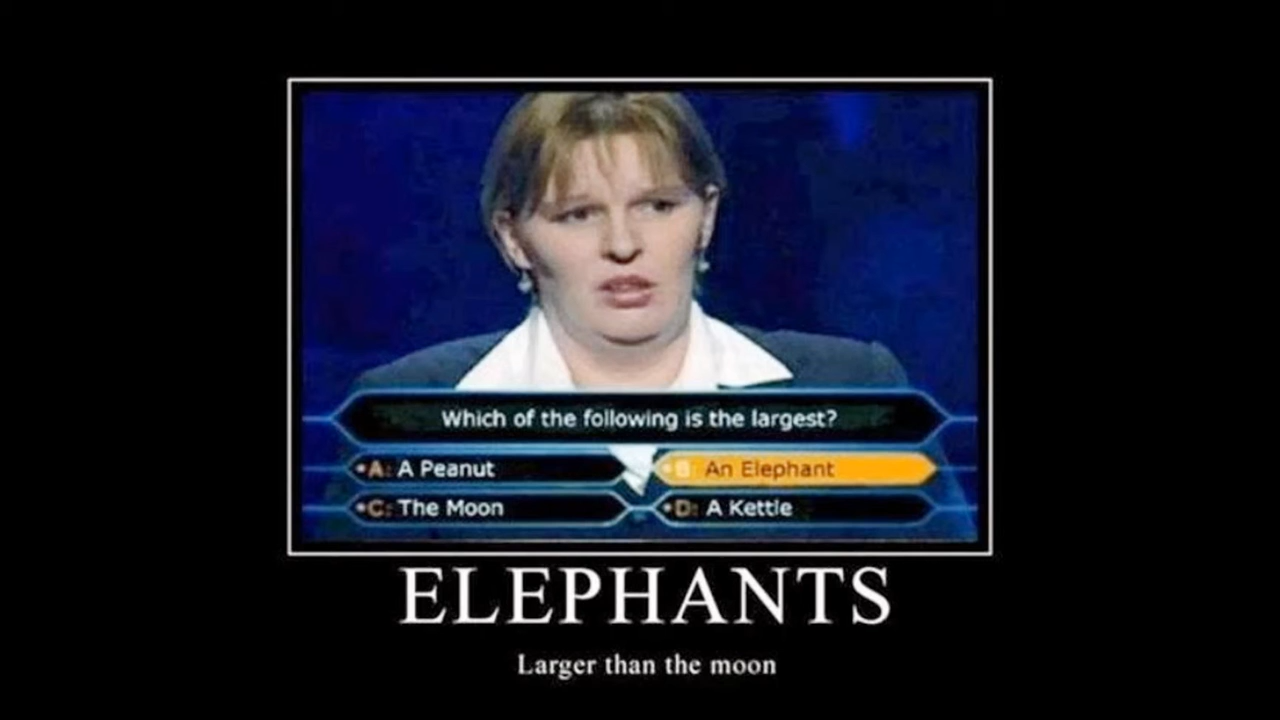 Which of the following is the largest?
•A: A Peanut
•B: An Elephant
•C: The Moon
•D: A Kettle
ELEPHANTS
Larger than the moon